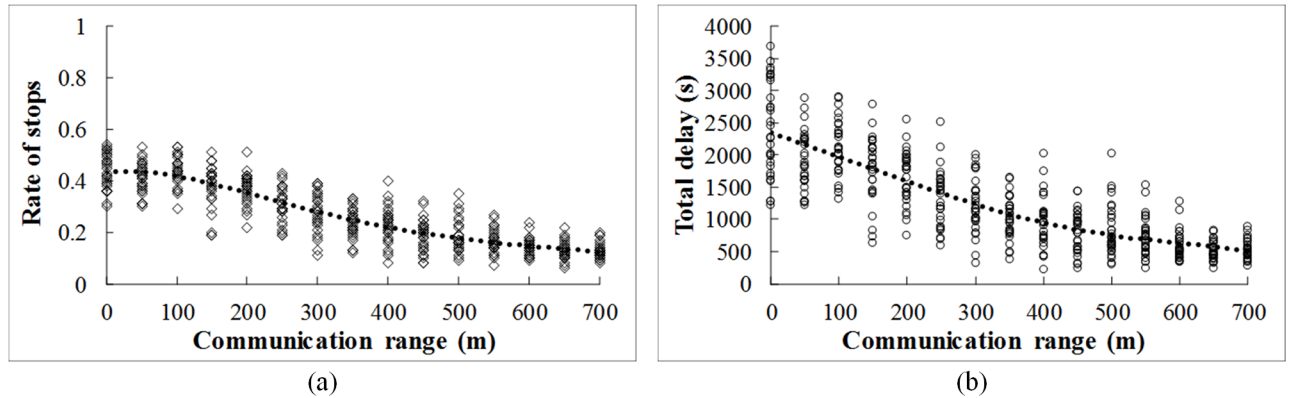 1
0.8
0.6
0.4
0.2
0
Rate of stops
0 100 200 300 400 500 600 700
Communication range (m)
(a)
4000
3500
3000
2500
2000
1500
1000
500
0
Total delay (s)
0 100 200 300 400 500 600 700
Communication range (m)
(b)